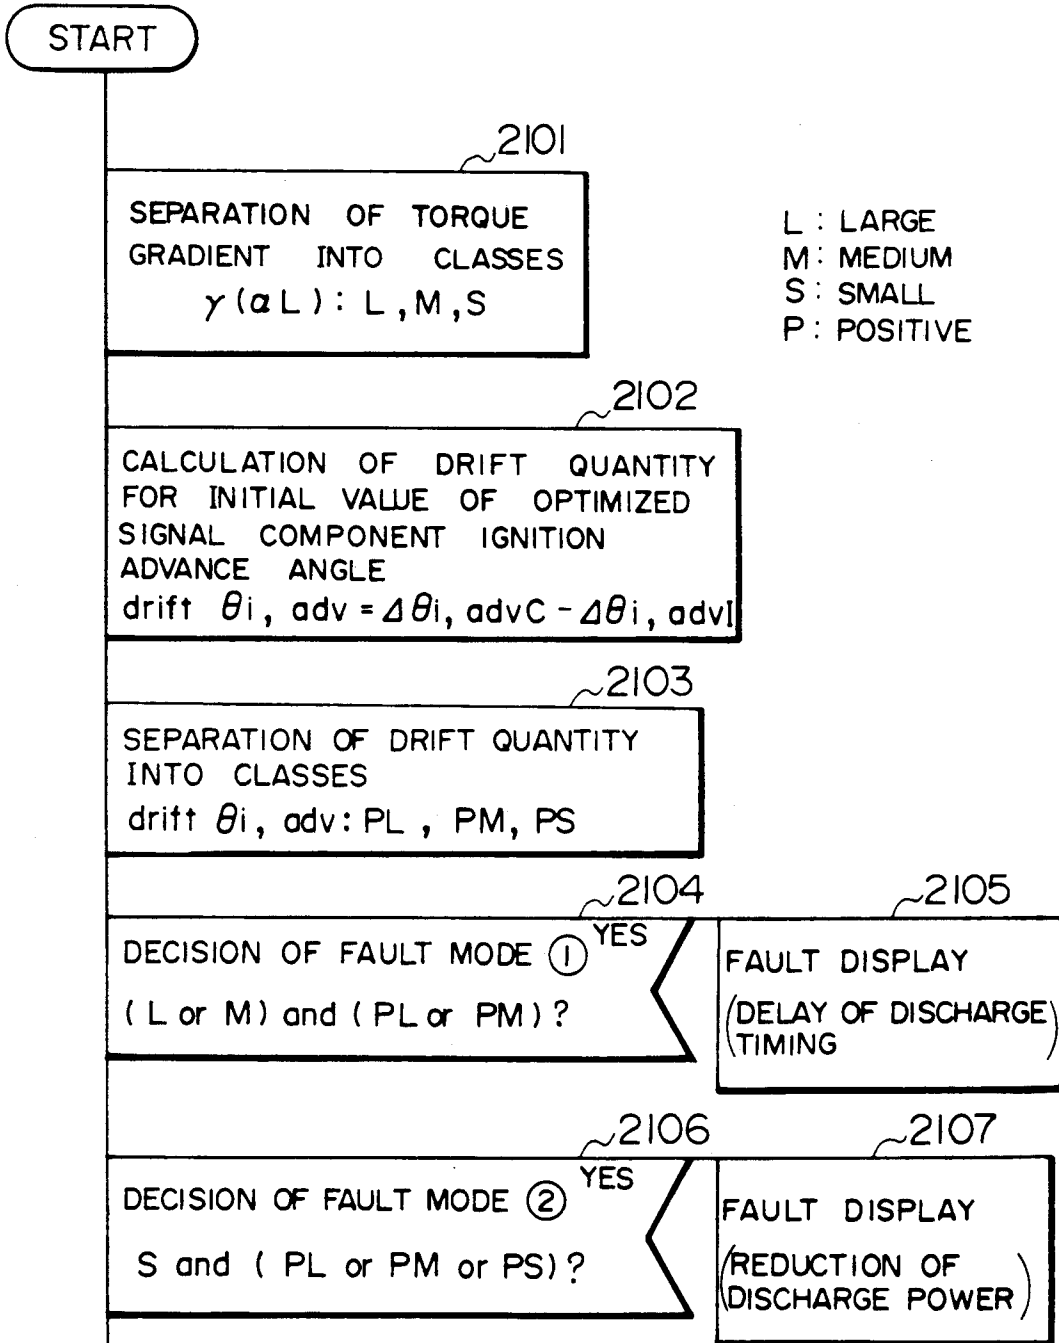 START
2101
SEPARATION OF TORQUE
GRADIENT INTO CLASSES
γ(αL): L, M, S
L : LARGE
M : MEDIUM
S : SMALL
P : POSITIVE
2102
CALCULATION OF DRIFT QUANTITY
FOR INITIAL VALUE OF OPTIMIZED
SIGNAL COMPONENT IGNITION
ADVANCE ANGLE
drift θi, adv = Δθi, advC - Δθi, advI
2103
SEPARATION OF DRIFT QUANTITY
INTO CLASSES
drift θi, adv: PL, PM, PS
2104
YES
DECISION OF FAULT MODE ①
(L or M) and (PL or PM)?
2105
FAULT DISPLAY
(DELAY OF DISCHARGE
TIMING)
2106
YES
DECISION OF FAULT MODE ②
S and (PL or PM or PS)?
2107
FAULT DISPLAY
(REDUCTION OF
DISCHARGE POWER)